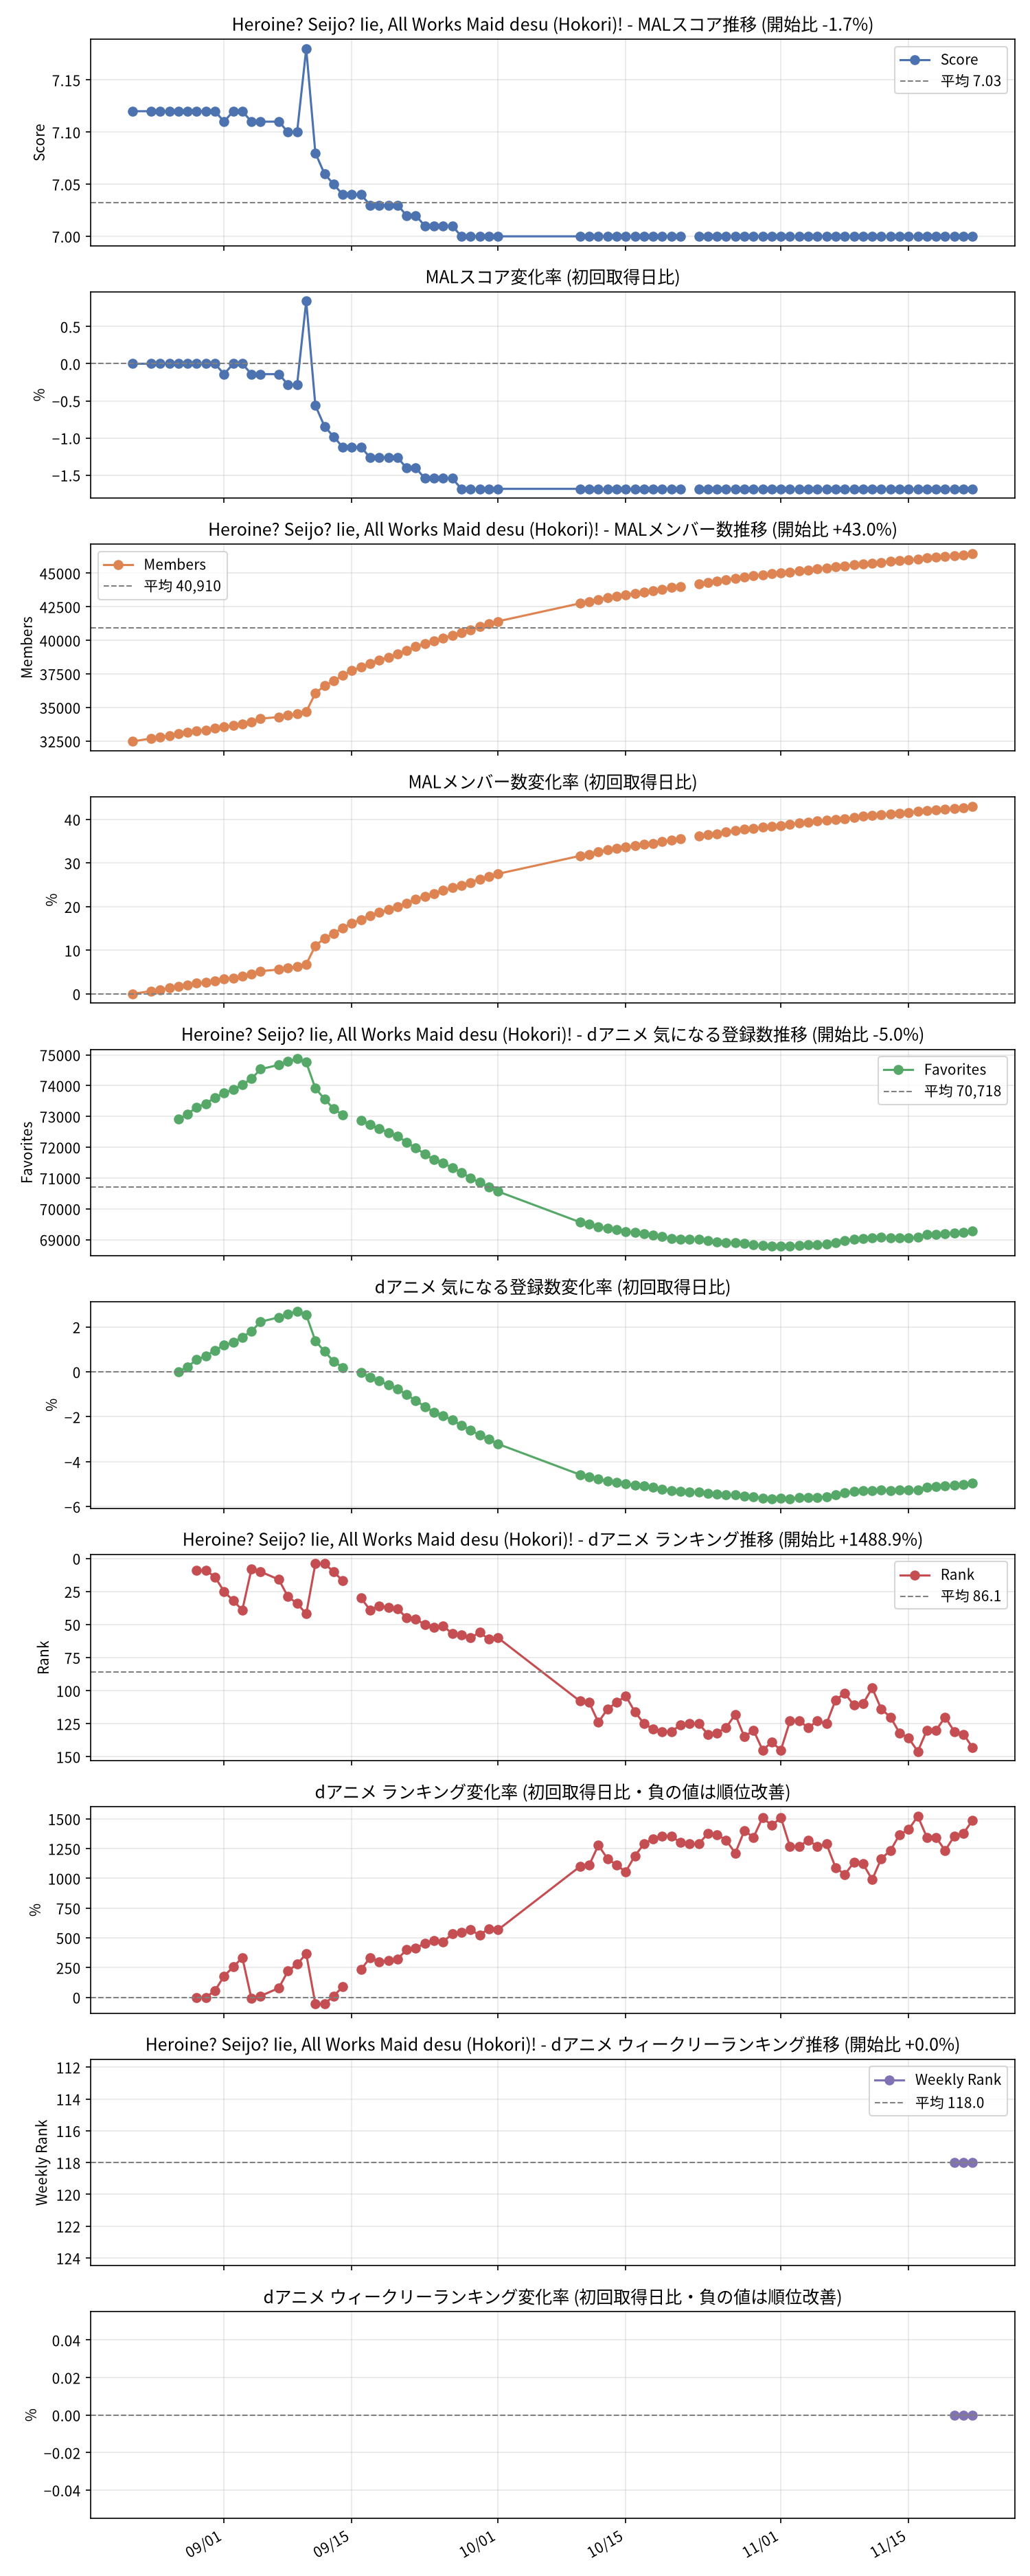 Heroine? Seijo? Iie, All Works Maid desu (Hokori)! - MALスコア推移 (開始比 -1.7%)
Score
平均 7.03
7.15
7.10
7.05
7.00
Score
MALスコア変化率 (初回取得日比)
0.5
0.0
−0.5
−1.0
−1.5
%
Heroine? Seijo? Iie, All Works Maid desu (Hokori)! - MALメンバー数推移 (開始比 +43.0%)
Members
平均 40,910
45000
42500
40000
37500
35000
32500
Members
MALメンバー数変化率 (初回取得日比)
40
30
20
10
0
%
Heroine? Seijo? Iie, All Works Maid desu (Hokori)! - dアニメ 気になる登録数推移 (開始比 -5.0%)
Favorites
平均 70,718
75000
74000
73000
72000
71000
70000
69000
Favorites
dアニメ 気になる登録数変化率 (初回取得日比)
2
0
−2
−4
−6
%
Heroine? Seijo? Iie, All Works Maid desu (Hokori)! - dアニメ ランキング推移 (開始比 +1488.9%)
Rank
平均 86.1
0
25
50
75
100
125
150
Rank
dアニメ ランキング変化率 (初回取得日比・負の値は順位改善)
1500
1250
1000
750
500
250
0
%
Heroine? Seijo? Iie, All Works Maid desu (Hokori)! - dアニメ ウィークリーランキング推移 (開始比 +0.0%)
Weekly Rank
平均 118.0
112
114
116
118
120
122
124
Weekly Rank
dアニメ ウィークリーランキング変化率 (初回取得日比・負の値は順位改善)
0.04
0.02
0.00
−0.02
−0.04
%
09/01
09/15
10/01
10/15
11/01
11/15